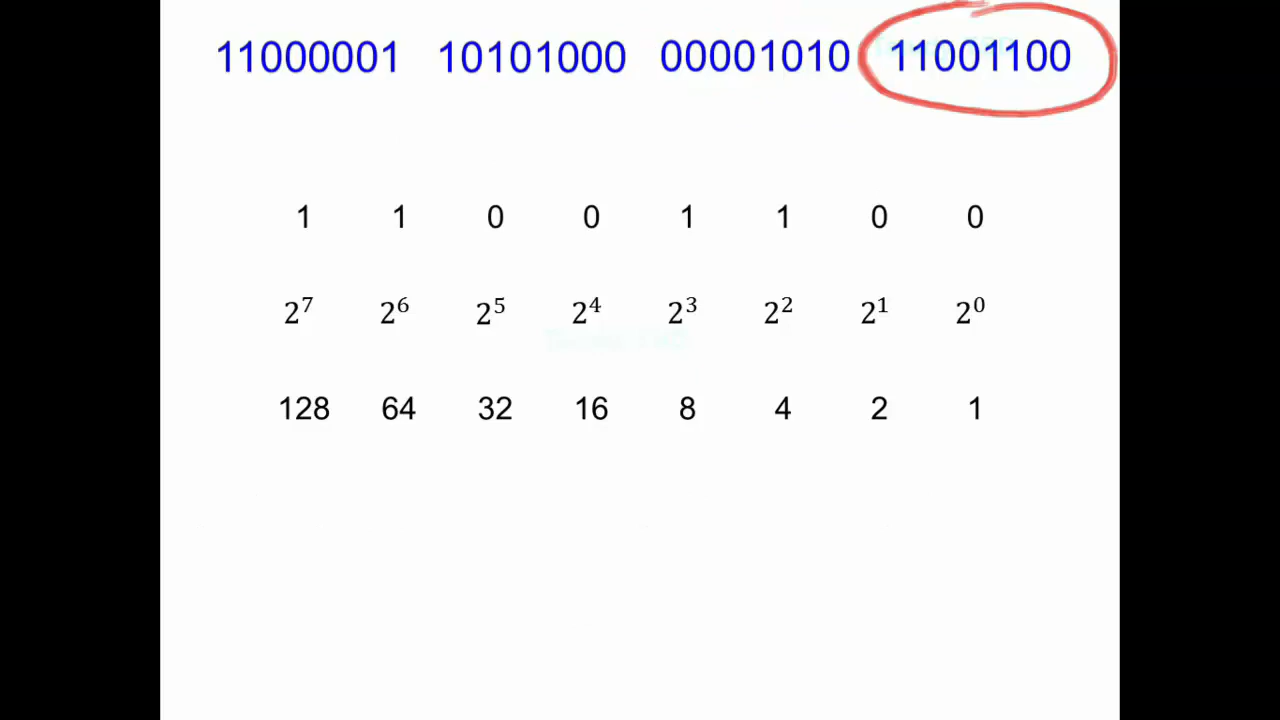 11000001 10101000 00001010 11001100
1 1 0 0 1 1 0 0
2⁷ 2⁶ 2⁵ 2⁴ 2³ 2² 2¹ 2⁰
128 64 32 16 8 4 2 1